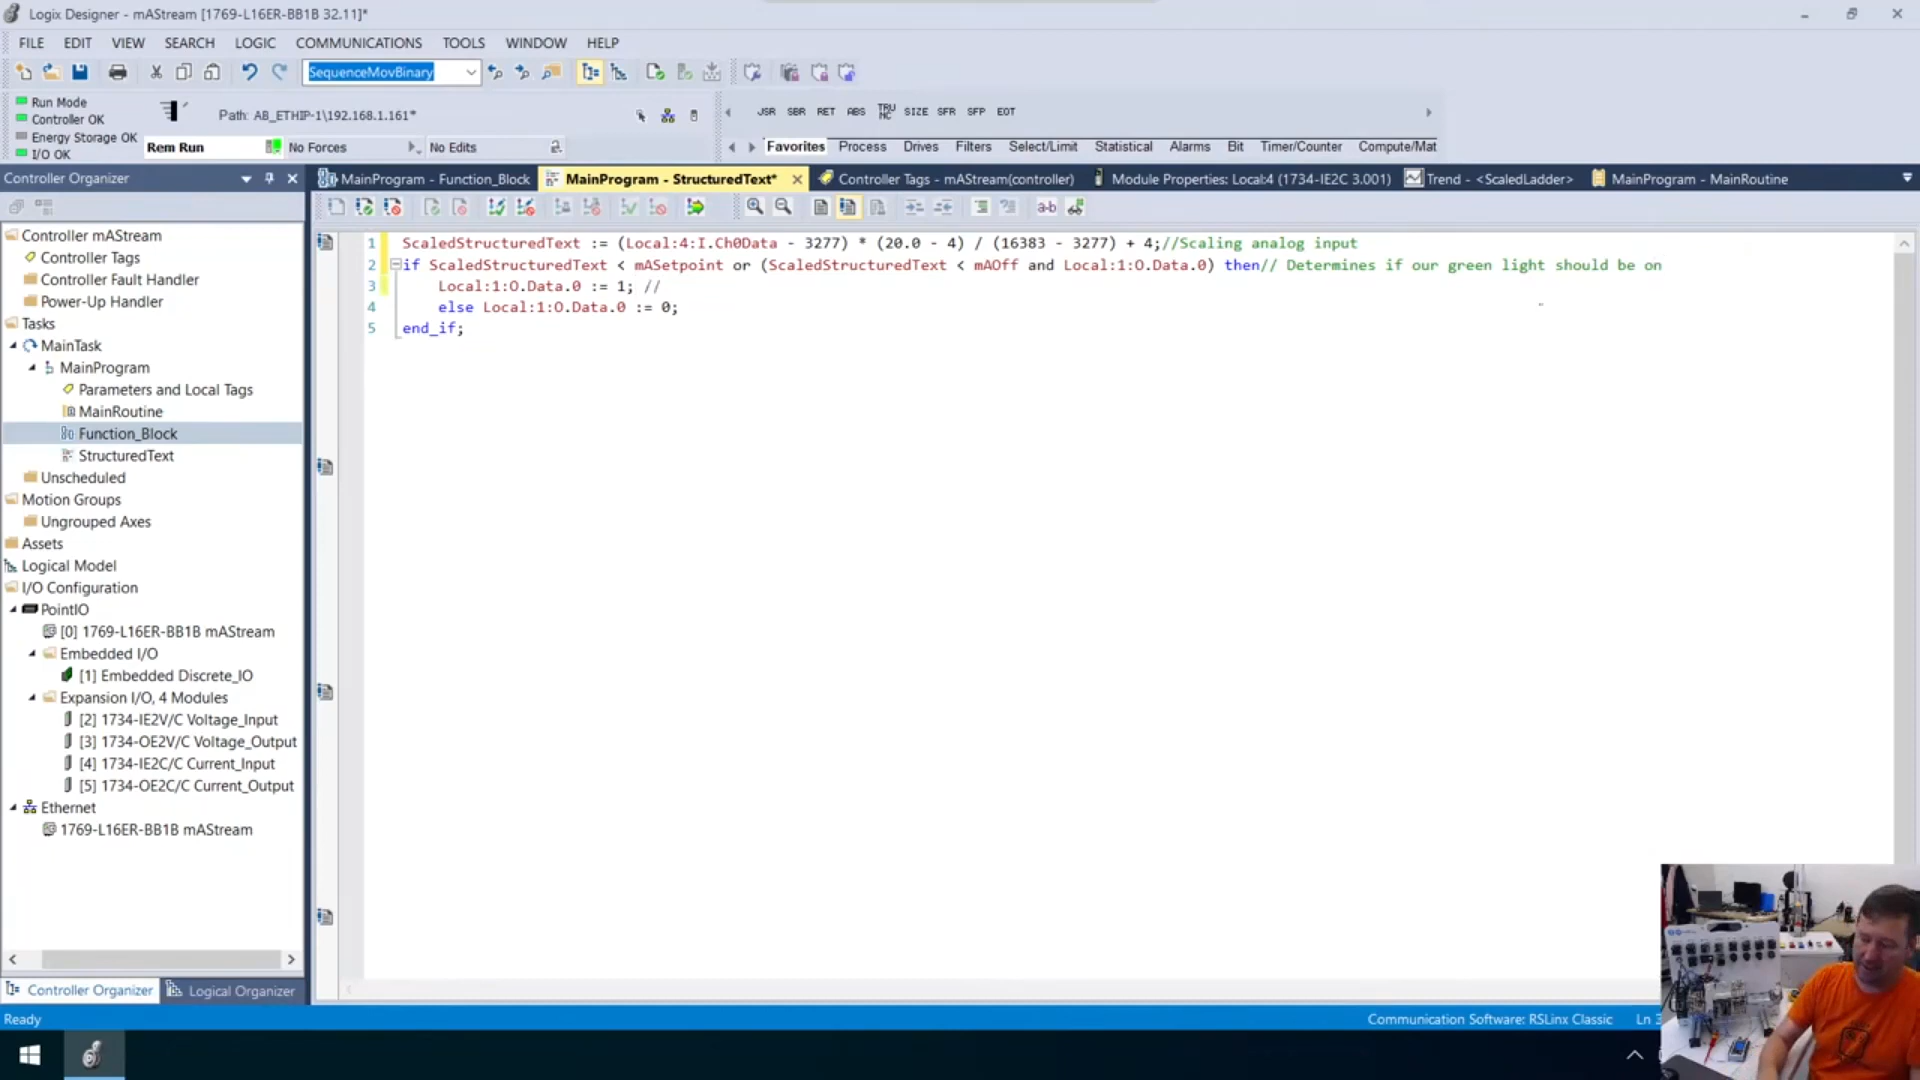 Logix Designer - mAStream [1769-L16ER-BB1B 32.11]*
FILE EDIT VIEW SEARCH LOGIC COMMUNICATIONS TOOLS WINDOW HELP
SequenceMovBinary
Run Mode
Controller OK
Energy Storage OK
I/O OK
Path: AB_ETHIP-1\192.168.1.161*
Rem Run No Forces No Edits
JSR SBR RET ABS TRUNC SIZE SFR SFP EOT
Favorites Process Drives Filters Select/Limit Statistical Alarms Bit Timer/Counter Compute/Mat
Controller Organizer
MainProgram - Function_Block MainProgram - StructuredText* Controller Tags - mAStream(controller) Module Properties: Local:4 (1734-IE2C 3.001) Trend - <ScaledLadder> MainProgram - MainRoutine
a-b
Controller mAStream
Controller Tags
Controller Fault Handler
Power-Up Handler
Tasks
MainTask
MainProgram
Parameters and Local Tags
MainRoutine
Function_Block
StructuredText
Unscheduled
Motion Groups
Ungrouped Axes
Assets
Logical Model
I/O Configuration
PointIO
[0] 1769-L16ER-BB1B mAStream
Embedded I/O
[1] Embedded Discrete_IO
Expansion I/O, 4 Modules
[2] 1734-IE2V/C Voltage_Input
[3] 1734-OE2V/C Voltage_Output
[4] 1734-IE2C/C Current_Input
[5] 1734-OE2C/C Current_Output
Ethernet
1769-L16ER-BB1B mAStream
1 ScaledStructuredText := (Local:4:I.Ch0Data - 3277) * (20.0 - 4) / (16383 - 3277) + 4;//Scaling analog input
2 if ScaledStructuredText < mASetpoint or (ScaledStructuredText < mAOff and Local:1:O.Data.0) then// Determines if our green light should be on
3 Local:1:O.Data.0 := 1; //
4 else Local:1:O.Data.0 := 0;
5 end_if;
Controller Organizer Logical Organizer
Ready
Communication Software: RSLinx Classic
Ln 3